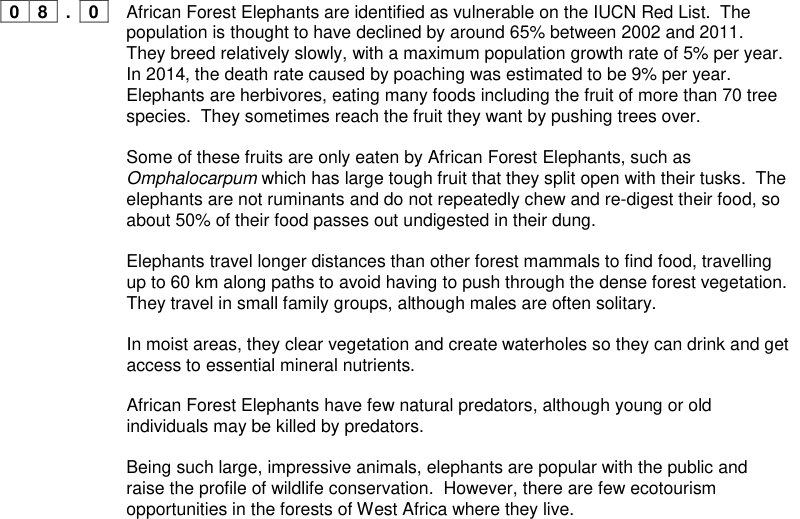 0 8 . 0 African Forest Elephants are identified as vulnerable on the IUCN Red List. The
population is thought to have declined by around 65% between 2002 and 2011.
They breed relatively slowly, with a maximum population growth rate of 5% per year.
In 2014, the death rate caused by poaching was estimated to be 9% per year.
Elephants are herbivores, eating many foods including the fruit of more than 70 tree
species. They sometimes reach the fruit they want by pushing trees over.
Some of these fruits are only eaten by African Forest Elephants, such as
Omphalocarpum which has large tough fruit that they split open with their tusks. The
elephants are not ruminants and do not repeatedly chew and re-digest their food, so
about 50% of their food passes out undigested in their dung.
Elephants travel longer distances than other forest mammals to find food, travelling
up to 60 km along paths to avoid having to push through the dense forest vegetation.
They travel in small family groups, although males are often solitary.
In moist areas, they clear vegetation and create waterholes so they can drink and get
access to essential mineral nutrients.
African Forest Elephants have few natural predators, although young or old
individuals may be killed by predators.
Being such large, impressive animals, elephants are popular with the public and
raise the profile of wildlife conservation. However, there are few ecotourism
opportunities in the forests of West Africa where they live.